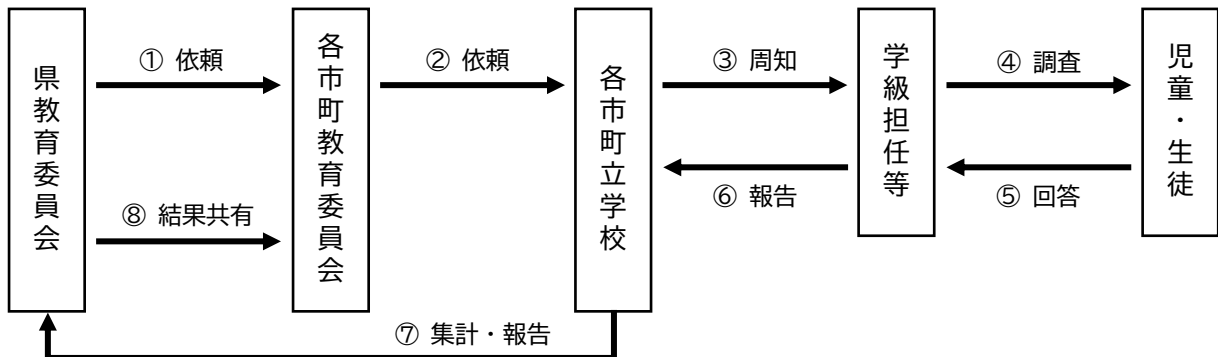 県教育委員会
① 依頼
⑧ 結果共有
各市町教育委員会
② 依頼
各市町立学校
③ 周知
⑥ 報告
学級担任等
④ 調査
⑤ 回答
児童・生徒
⑦ 集計・報告